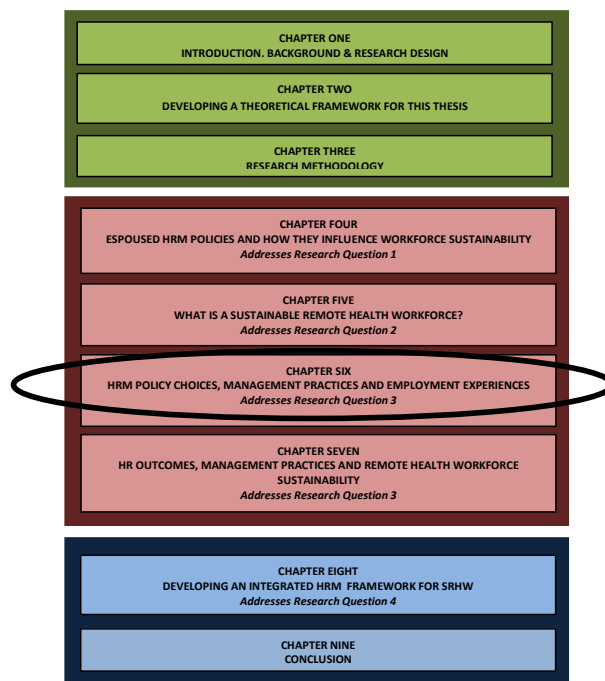 CHAPTER ONE
INTRODUCTION. BACKGROUND & RESEARCH DESIGN
CHAPTER TWO
DEVELOPING A THEORETICAL FRAMEWORK FOR THIS THESIS
CHAPTER THREE
RESEARCH METHODOLOGY
CHAPTER FOUR
ESPOUSED HRM POLICIES AND HOW THEY INFLUENCE WORKFORCE SUSTAINABILITY
Addresses Research Question 1
CHAPTER FIVE
WHAT IS A SUSTAINABLE REMOTE HEALTH WORKFORCE?
Addresses Research Question 2
CHAPTER SIX
HRM POLICY CHOICES, MANAGEMENT PRACTICES AND EMPLOYMENT EXPERIENCES
Addresses Research Question 3
CHAPTER SEVEN
HR OUTCOMES, MANAGEMENT PRACTICES AND REMOTE HEALTH WORKFORCE
SUSTAINABILITY
Addresses Research Question 3
CHAPTER EIGHT
DEVELOPING AN INTEGRATED HRM FRAMEWORK FOR SRHW
Addresses Research Question 4
CHAPTER NINE
CONCLUSION